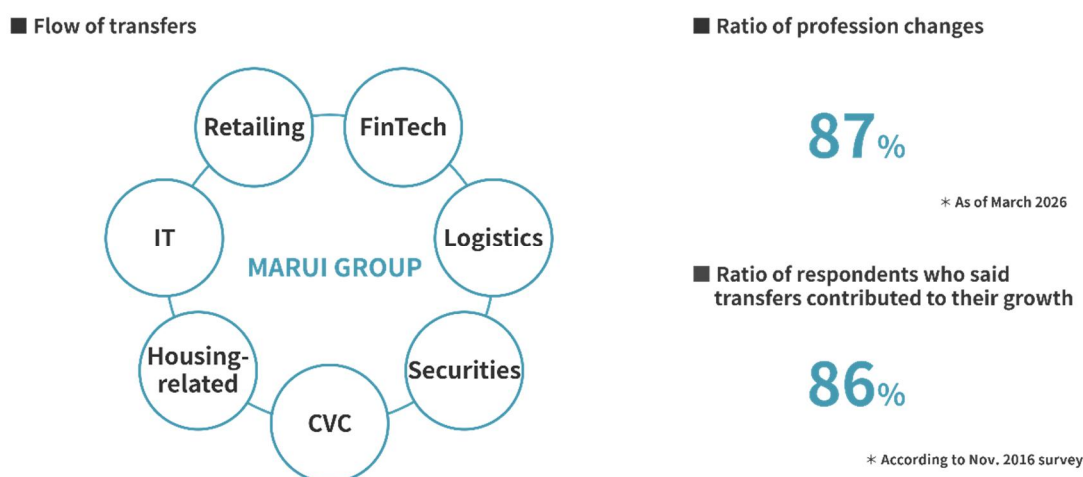 ■ Flow of transfers
Retailing
FinTech
IT
Logistics
MARUI GROUP
Housing-
related
Securities
CVC
■ Ratio of profession changes
87%
＊ As of March 2026
■ Ratio of respondents who said
transfers contributed to their growth
86%
＊ According to Nov. 2016 survey